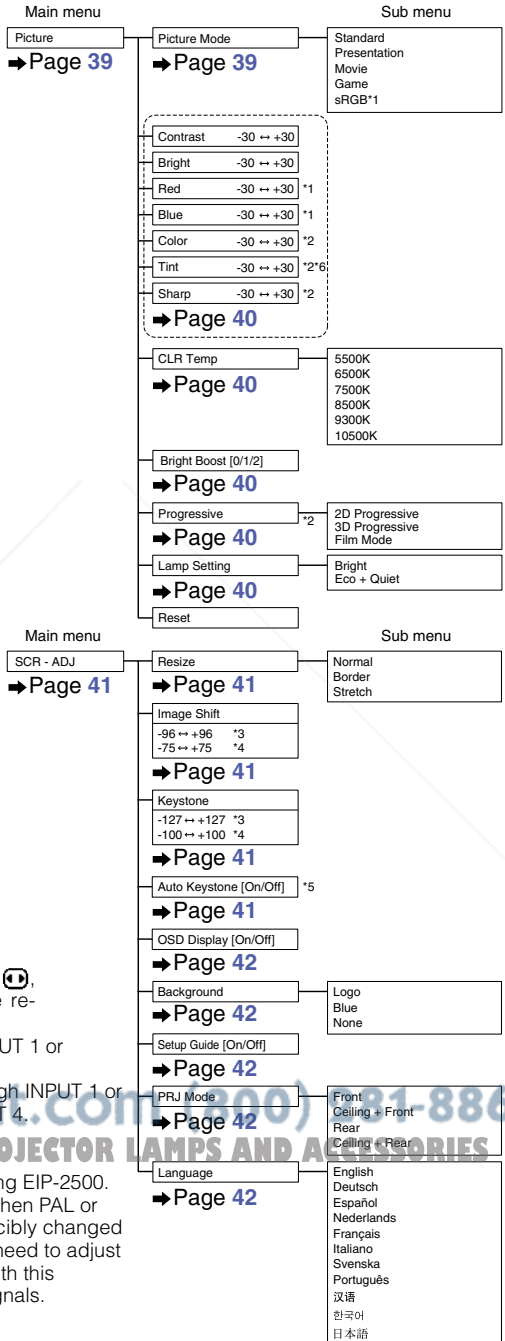 Main menu
Sub menu
Picture
➔Page 39
Picture Mode
➔Page 39
Standard
Presentation
Movie
Game
sRGB*1
Contrast -30 ↔ +30
Bright -30 ↔ +30
Red -30 ↔ +30 *1
Blue -30 ↔ +30 *1
Color -30 ↔ +30 *2
Tint -30 ↔ +30 *2*6
Sharp -30 ↔ +30 *2
➔Page 40
CLR Temp
➔Page 40
5500K
6500K
7500K
8500K
9300K
10500K
Bright Boost [0/1/2]
➔Page 40
Progressive *2
➔Page 40
2D Progressive
3D Progressive
Film Mode
Lamp Setting
➔Page 40
Bright
Eco + Quiet
Reset
Main menu
Sub menu
SCR - ADJ
➔Page 41
Resize
➔Page 41
Normal
Border
Stretch
Image Shift
-96 ↔ +96 *3
-75 ↔ +75 *4
➔Page 41
Keystone
-127 ↔ +127 *3
-100 ↔ +100 *4
➔Page 41
Auto Keystone [On/Off] *5
➔Page 41
OSD Display [On/Off]
➔Page 42
Background
➔Page 42
Logo
Blue
None
Setup Guide [On/Off]
➔Page 42
PRJ Mode
➔Page 42
Front
Ceiling + Front
Rear
Ceiling + Rear
Language
➔Page 42
English
Deutsch
Español
Nederlands
Français
Italiano
Svenska
Português
汉语
한국어
日本語
,
e re-
UT 1 or
gh INPUT 1 or
T 4.
ng EIP-2500.
hen PAL or
cibly changed
need to adjust
th this
gnals.
t.com (800) 981-886
OJECTOR LAMPS AND ACCESSORIES